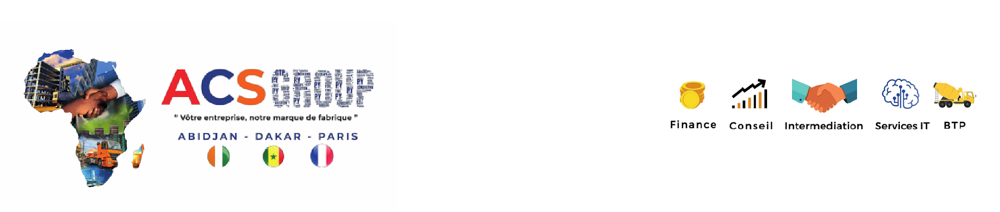 ACS GROUP
“ Vôtre entreprise, notre marque de fabrique ”
ABIDJAN - DAKAR - PARIS
Finance
Conseil
Intermediation
Services IT
BTP